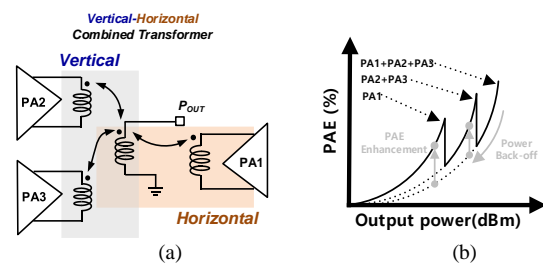 Vertical-Horizontal
Combined Transformer
Vertical
PA2
P_OUT
PA1
PA3
Horizontal
(a)
PAE (%)
PA1+PA2+PA3
PA2+PA3
PA1
PAE
Enhancement
Power
Back-off
Output power(dBm)
(b)